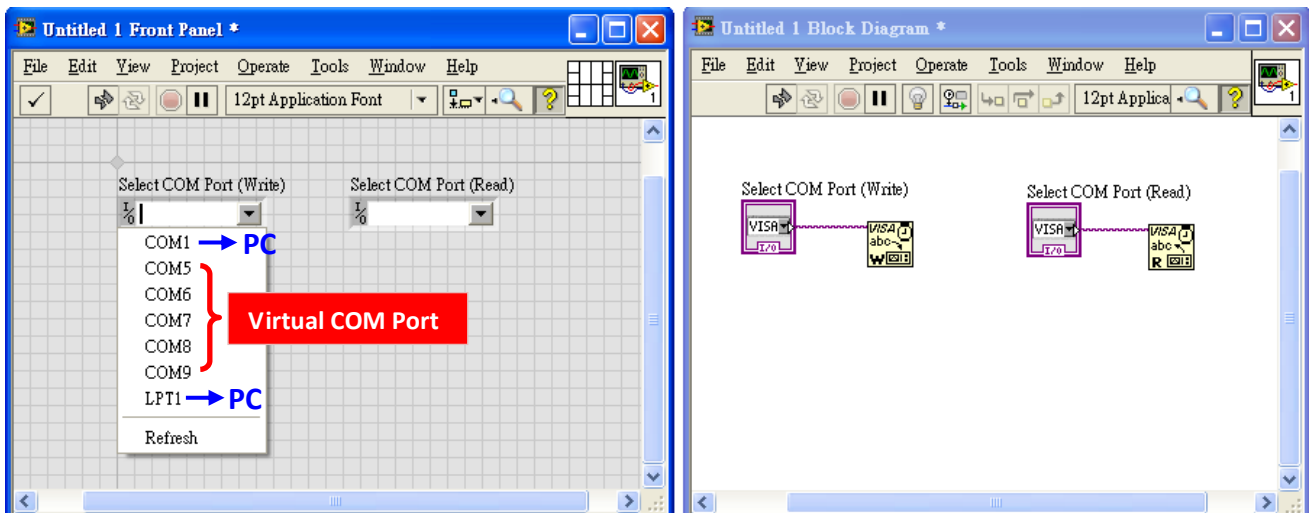 Untitled 1 Front Panel *
File Edit View Project Operate Tools Window Help
12pt Application Font
1
Select COM Port (Write) Select COM Port (Read)
I/O
I/O
COM1 PC
COM5
COM6
COM7
COM8
COM9
Virtual COM Port
LPT1 PC
Refresh
Untitled 1 Block Diagram *
File Edit View Project Operate Tools Window Help
12pt Applica
1
Select COM Port (Write)
VISA
I/O
VISA
abc
W
Select COM Port (Read)
VISA
I/O
VISA
abc
R